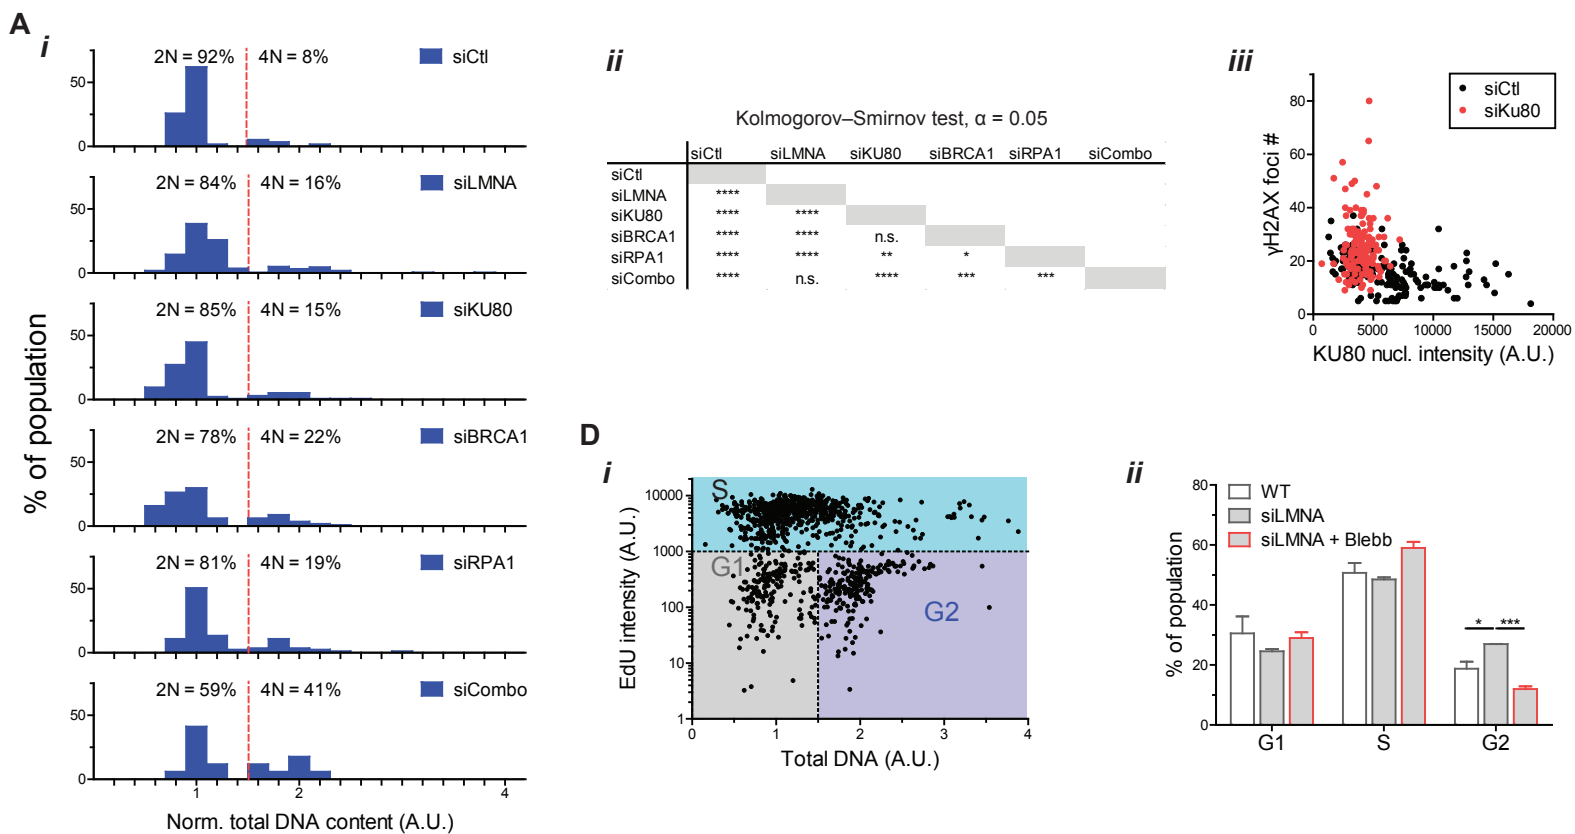 A
i
% of population
50
0
2N = 92%
4N = 8%
siCtl
50
0
2N = 84%
4N = 16%
siLMNA
50
0
2N = 85%
4N = 15%
siKU80
50
0
2N = 78%
4N = 22%
siBRCA1
50
0
2N = 81%
4N = 19%
siRPA1
50
0
2N = 59%
4N = 41%
siCombo
1 2 4
Norm. total DNA content (A.U.)
ii
Kolmogorov–Smirnov test, α = 0.05
siCtl siLMNA siKU80 siBRCA1 siRPA1 siCombo
siCtl
siLMNA ****
siKU80 **** ****
siBRCA1 **** **** n.s.
siRPA1 **** **** ** *
siCombo **** n.s. **** *** ***
iii
siCtl
siKu80
γH2AX foci #
80
60
40
20
0
0 5000 10000 15000 20000
KU80 nucl. intensity (A.U.)
D
i
EdU intensity (A.U.)
10000
1000
100
10
1
S
G1
G2
0 1 2 3 4
Total DNA (A.U.)
ii
% of population
80
60
40
20
0
WT
siLMNA
siLMNA + Blebb
* ***
G1 S G2